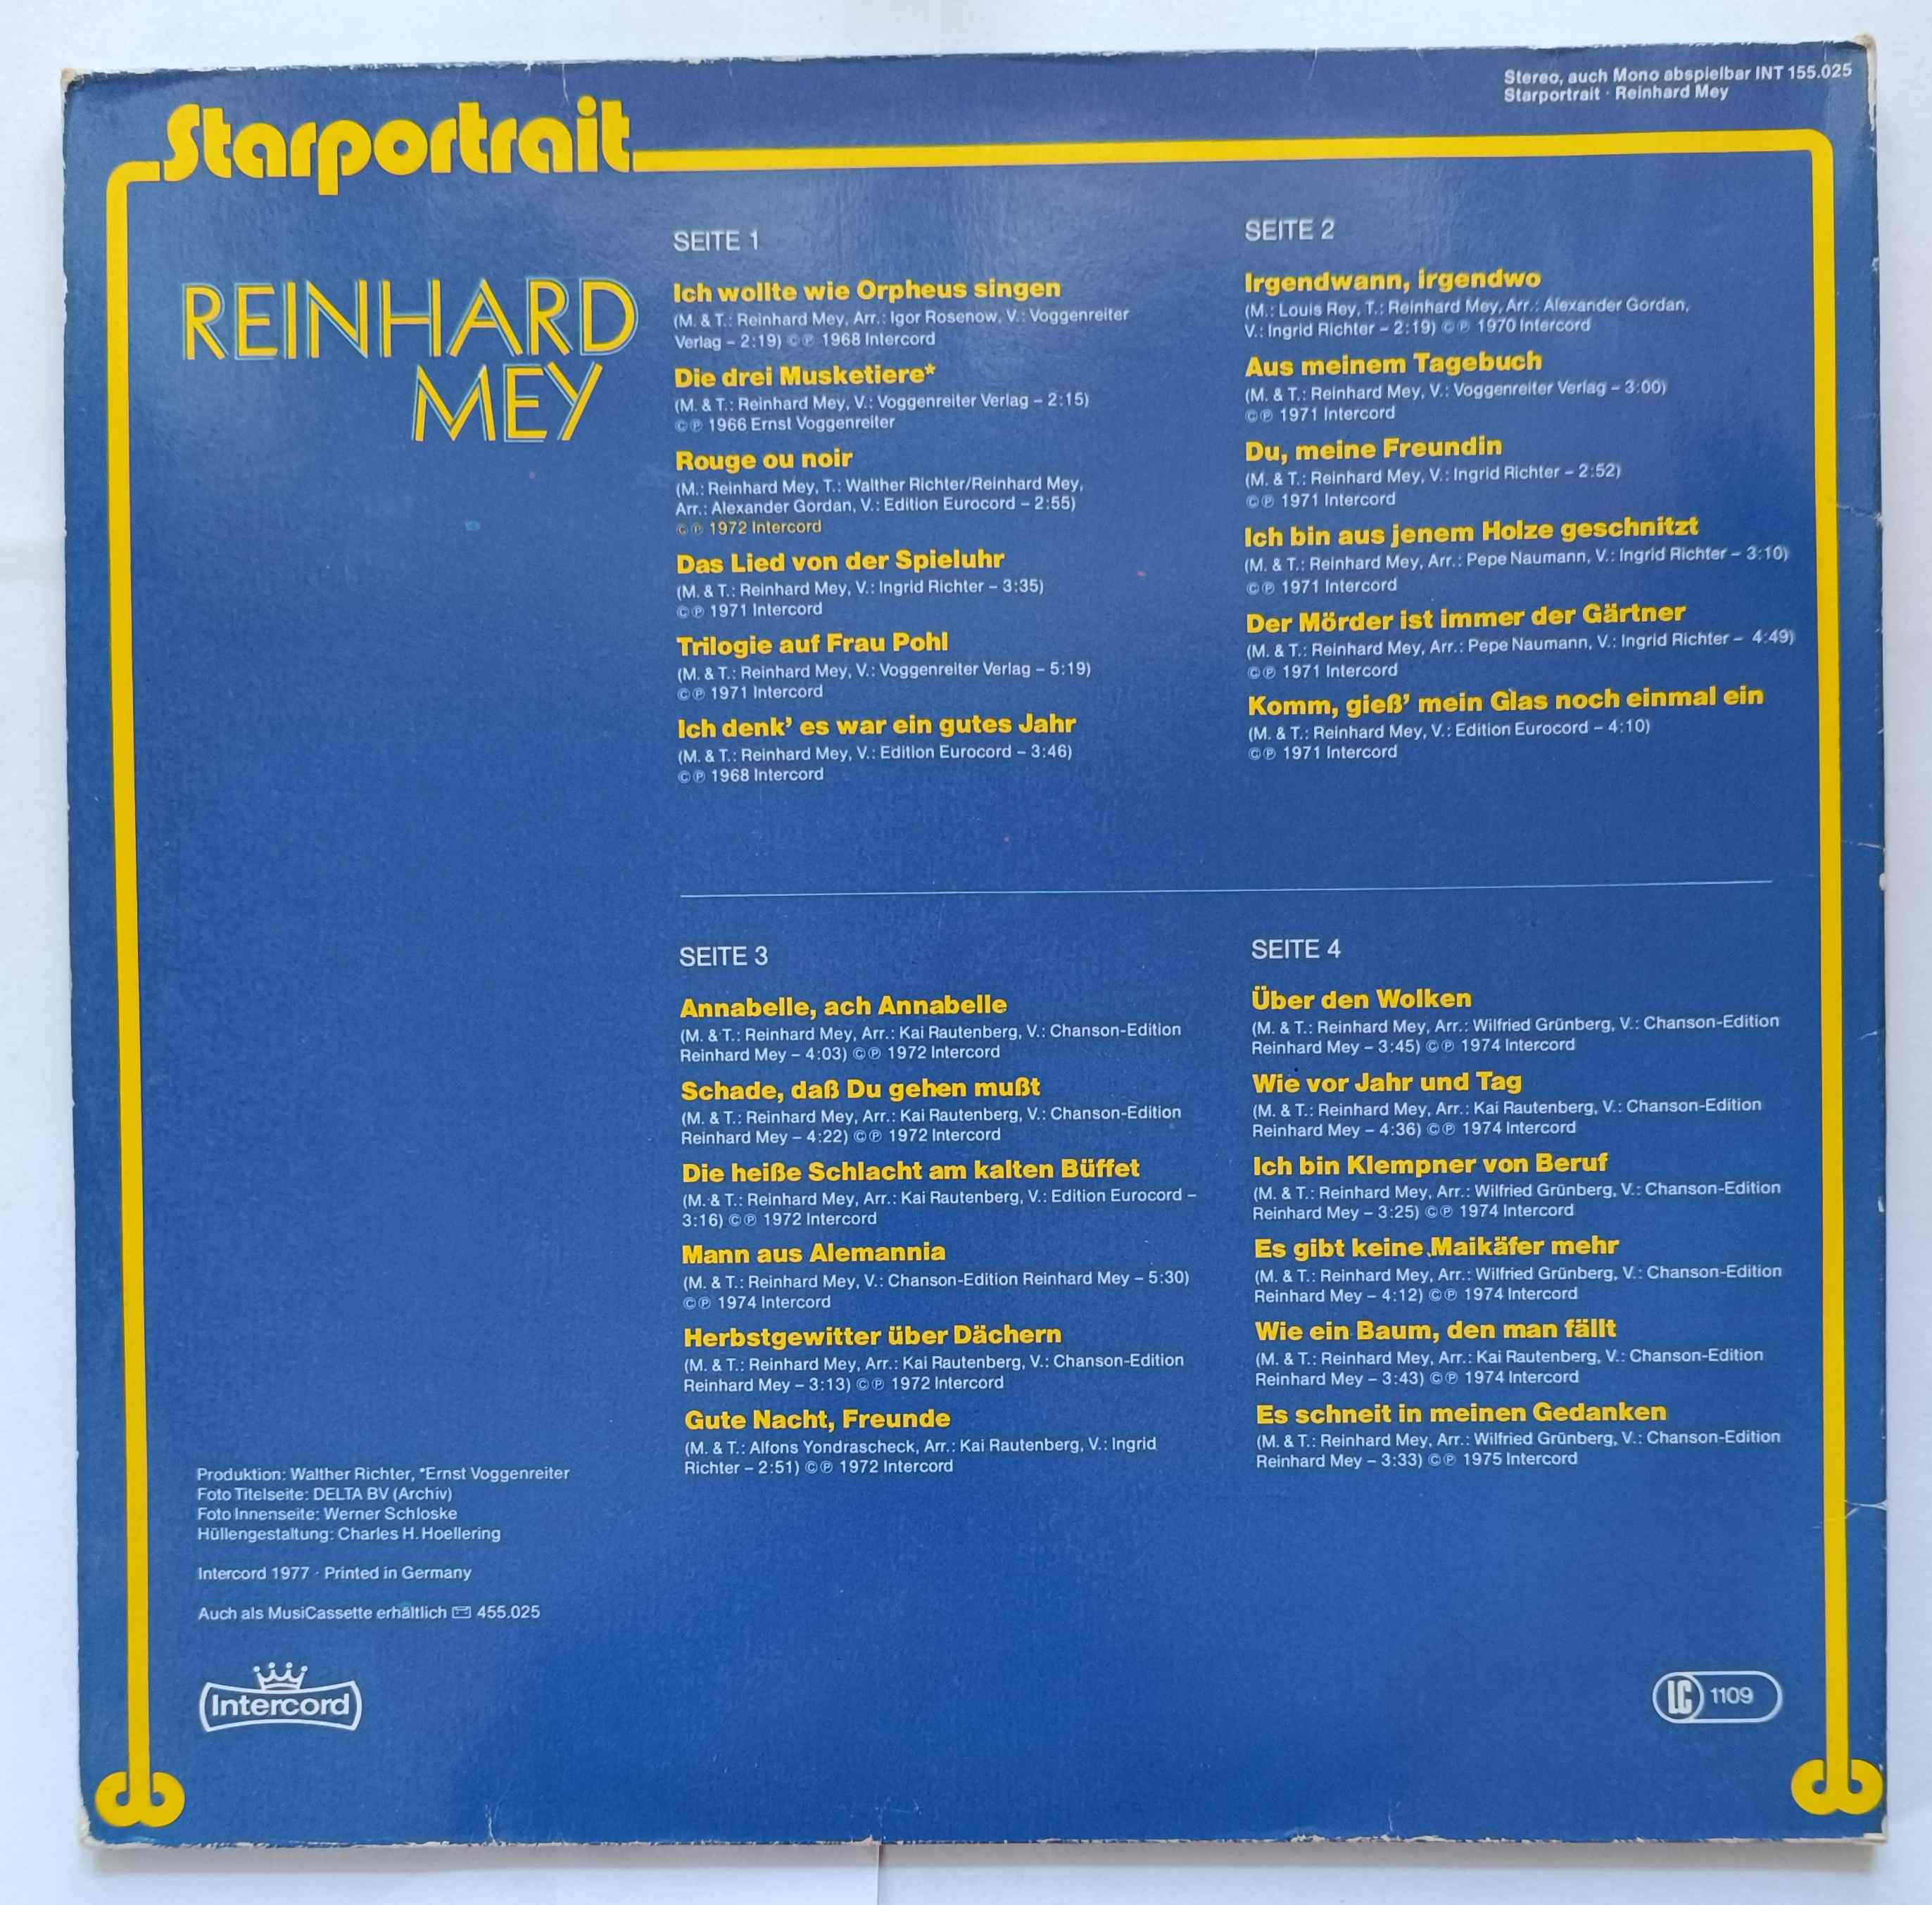 Stereo, auch Mono abspielbar INT 155.025
Starportrait · Reinhard Mey
Starportrait
REINHARD
MEY
SEITE 1
Ich wollte wie Orpheus singen
(M. & T.: Reinhard Mey, Arr.: Igor Rosenow, V.: Voggenreiter
Verlag – 2:19) ©℗ 1968 Intercord
Die drei Musketiere*
(M. & T.: Reinhard Mey, V.: Voggenreiter Verlag – 2:15)
©℗ 1966 Ernst Voggenreiter
Rouge ou noir
(M.: Reinhard Mey, T.: Walther Richter/Reinhard Mey,
Arr.: Alexander Gordan, V.: Edition Eurocord – 2:55)
©℗ 1972 Intercord
Das Lied von der Spieluhr
(M. & T.: Reinhard Mey, V.: Ingrid Richter – 3:35)
©℗ 1971 Intercord
Trilogie auf Frau Pohl
(M. & T.: Reinhard Mey, V.: Voggenreiter Verlag – 5:19)
©℗ 1971 Intercord
Ich denk’ es war ein gutes Jahr
(M. & T.: Reinhard Mey, V.: Edition Eurocord – 3:46)
©℗ 1968 Intercord
SEITE 2
Irgendwann, irgendwo
(M.: Louis Rey, T.: Reinhard Mey, Arr.: Alexander Gordan,
V.: Ingrid Richter – 2:19) ©℗ 1970 Intercord
Aus meinem Tagebuch
(M. & T.: Reinhard Mey, V.: Voggenreiter Verlag – 3:00)
©℗ 1971 Intercord
Du, meine Freundin
(M. & T.: Reinhard Mey, V.: Ingrid Richter – 2:52)
©℗ 1971 Intercord
Ich bin aus jenem Holze geschnitzt
(M. & T.: Reinhard Mey, Arr.: Pepe Naumann, V.: Ingrid Richter – 3:10)
©℗ 1971 Intercord
Der Mörder ist immer der Gärtner
(M. & T.: Reinhard Mey, Arr.: Pepe Naumann, V.: Ingrid Richter – 4:49)
©℗ 1971 Intercord
Komm, gieß’ mein Glas noch einmal ein
(M. & T.: Reinhard Mey, V.: Edition Eurocord – 4:10)
©℗ 1971 Intercord
SEITE 3
Annabelle, ach Annabelle
(M. & T.: Reinhard Mey, Arr.: Kai Rautenberg, V.: Chanson-Edition
Reinhard Mey – 4:03) ©℗ 1972 Intercord
Schade, daß Du gehen mußt
(M. & T.: Reinhard Mey, Arr.: Kai Rautenberg, V.: Chanson-Edition
Reinhard Mey – 4:22) ©℗ 1972 Intercord
Die heiße Schlacht am kalten Büffet
(M. & T.: Reinhard Mey, Arr.: Kai Rautenberg, V.: Edition Eurocord –
3:16) ©℗ 1972 Intercord
Mann aus Alemannia
(M. & T.: Reinhard Mey, V.: Chanson-Edition Reinhard Mey – 5:30)
©℗ 1974 Intercord
Herbstgewitter über Dächern
(M. & T.: Reinhard Mey, Arr.: Kai Rautenberg, V.: Chanson-Edition
Reinhard Mey – 3:13) ©℗ 1972 Intercord
Gute Nacht, Freunde
(M. & T.: Alfons Yondrascheck, Arr.: Kai Rautenberg, V.: Ingrid
Richter – 2:51) ©℗ 1972 Intercord
SEITE 4
Über den Wolken
(M. & T.: Reinhard Mey, Arr.: Wilfried Grünberg, V.: Chanson-Edition
Reinhard Mey – 3:45) ©℗ 1974 Intercord
Wie vor Jahr und Tag
(M. & T.: Reinhard Mey, Arr.: Kai Rautenberg, V.: Chanson-Edition
Reinhard Mey – 4:36) ©℗ 1974 Intercord
Ich bin Klempner von Beruf
(M. & T.: Reinhard Mey, Arr.: Wilfried Grünberg, V.: Chanson-Edition
Reinhard Mey – 3:25) ©℗ 1974 Intercord
Es gibt keine Maikäfer mehr
(M. & T.: Reinhard Mey, Arr.: Wilfried Grünberg, V.: Chanson-Edition
Reinhard Mey – 4:12) ©℗ 1974 Intercord
Wie ein Baum, den man fällt
(M. & T.: Reinhard Mey, Arr.: Kai Rautenberg, V.: Chanson-Edition
Reinhard Mey – 3:43) ©℗ 1974 Intercord
Es schneit in meinen Gedanken
(M. & T.: Reinhard Mey, Arr.: Wilfried Grünberg, V.: Chanson-Edition
Reinhard Mey – 3:33) ©℗ 1975 Intercord
Produktion: Walther Richter, *Ernst Voggenreiter
Foto Titelseite: DELTA BV (Archiv)
Foto Innenseite: Werner Schloske
Hüllengestaltung: Charles H. Hoellering
Intercord 1977 · Printed in Germany
Auch als MusiCassette erhältlich 455.025
Intercord
LC 1109